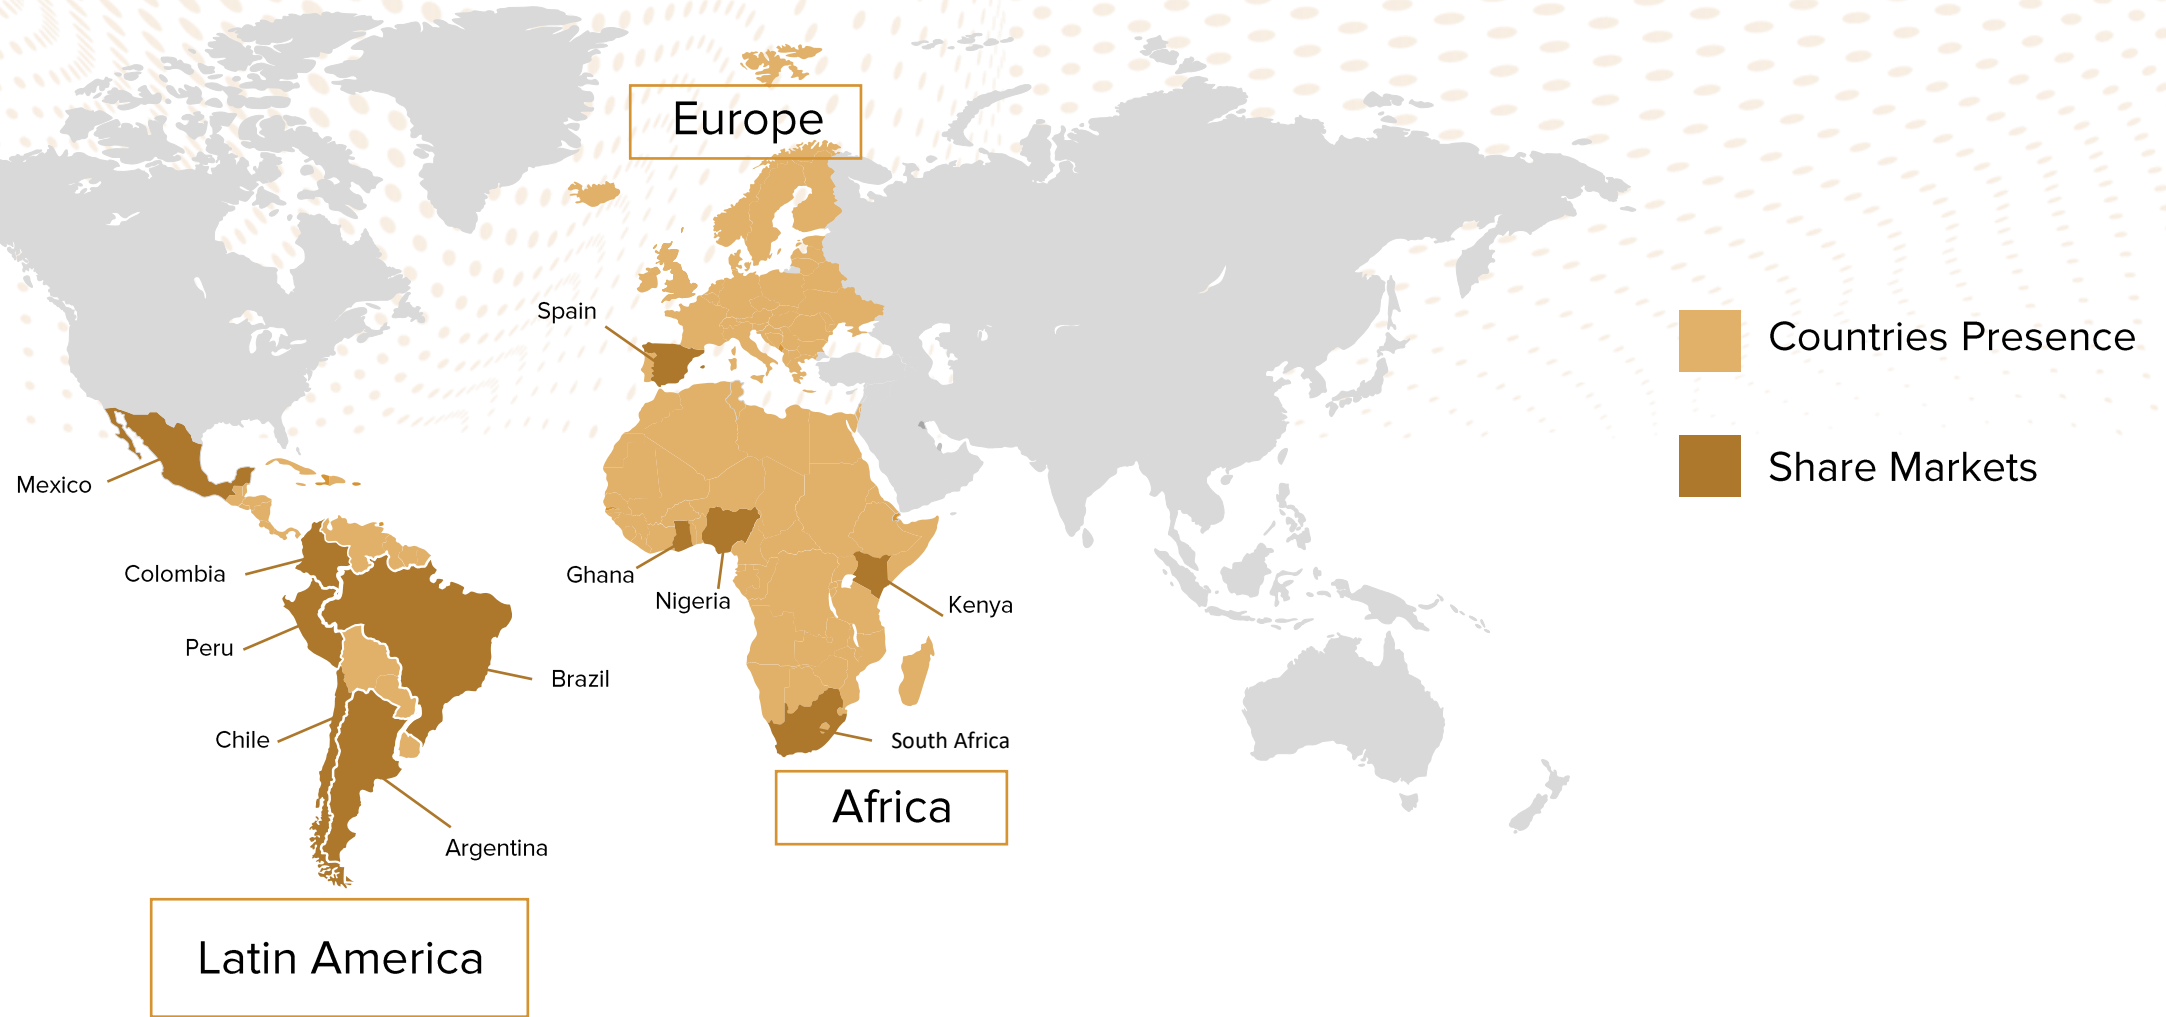 Europe
Spain
Countries Presence
Share Markets
Mexico
Colombia
Ghana
Nigeria
Kenya
Peru
Brazil
Chile
South Africa
Africa
Argentina
Latin America